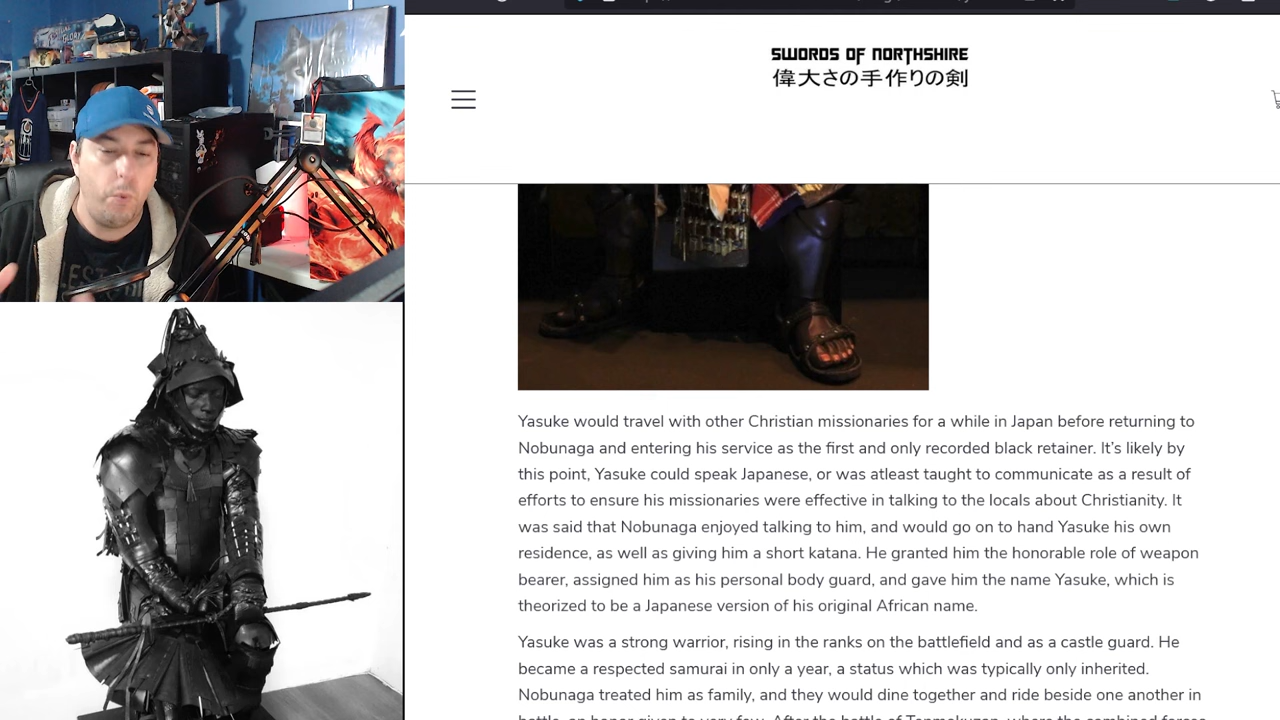 SWORDS OF NORTHSHIRE
偉大さの手作りの剣
Yasuke would travel with other Christian missionaries for a while in Japan before returning to
Nobunaga and entering his service as the first and only recorded black retainer. It’s likely by
this point, Yasuke could speak Japanese, or was atleast taught to communicate as a result of
efforts to ensure his missionaries were effective in talking to the locals about Christianity. It
was said that Nobunaga enjoyed talking to him, and would go on to hand Yasuke his own
residence, as well as giving him a short katana. He granted him the honorable role of weapon
bearer, assigned him as his personal body guard, and gave him the name Yasuke, which is
theorized to be a Japanese version of his original African name.
Yasuke was a strong warrior, rising in the ranks on the battlefield and as a castle guard. He
became a respected samurai in only a year, a status which was typically only inherited.
Nobunaga treated him as family, and they would dine together and ride beside one another in